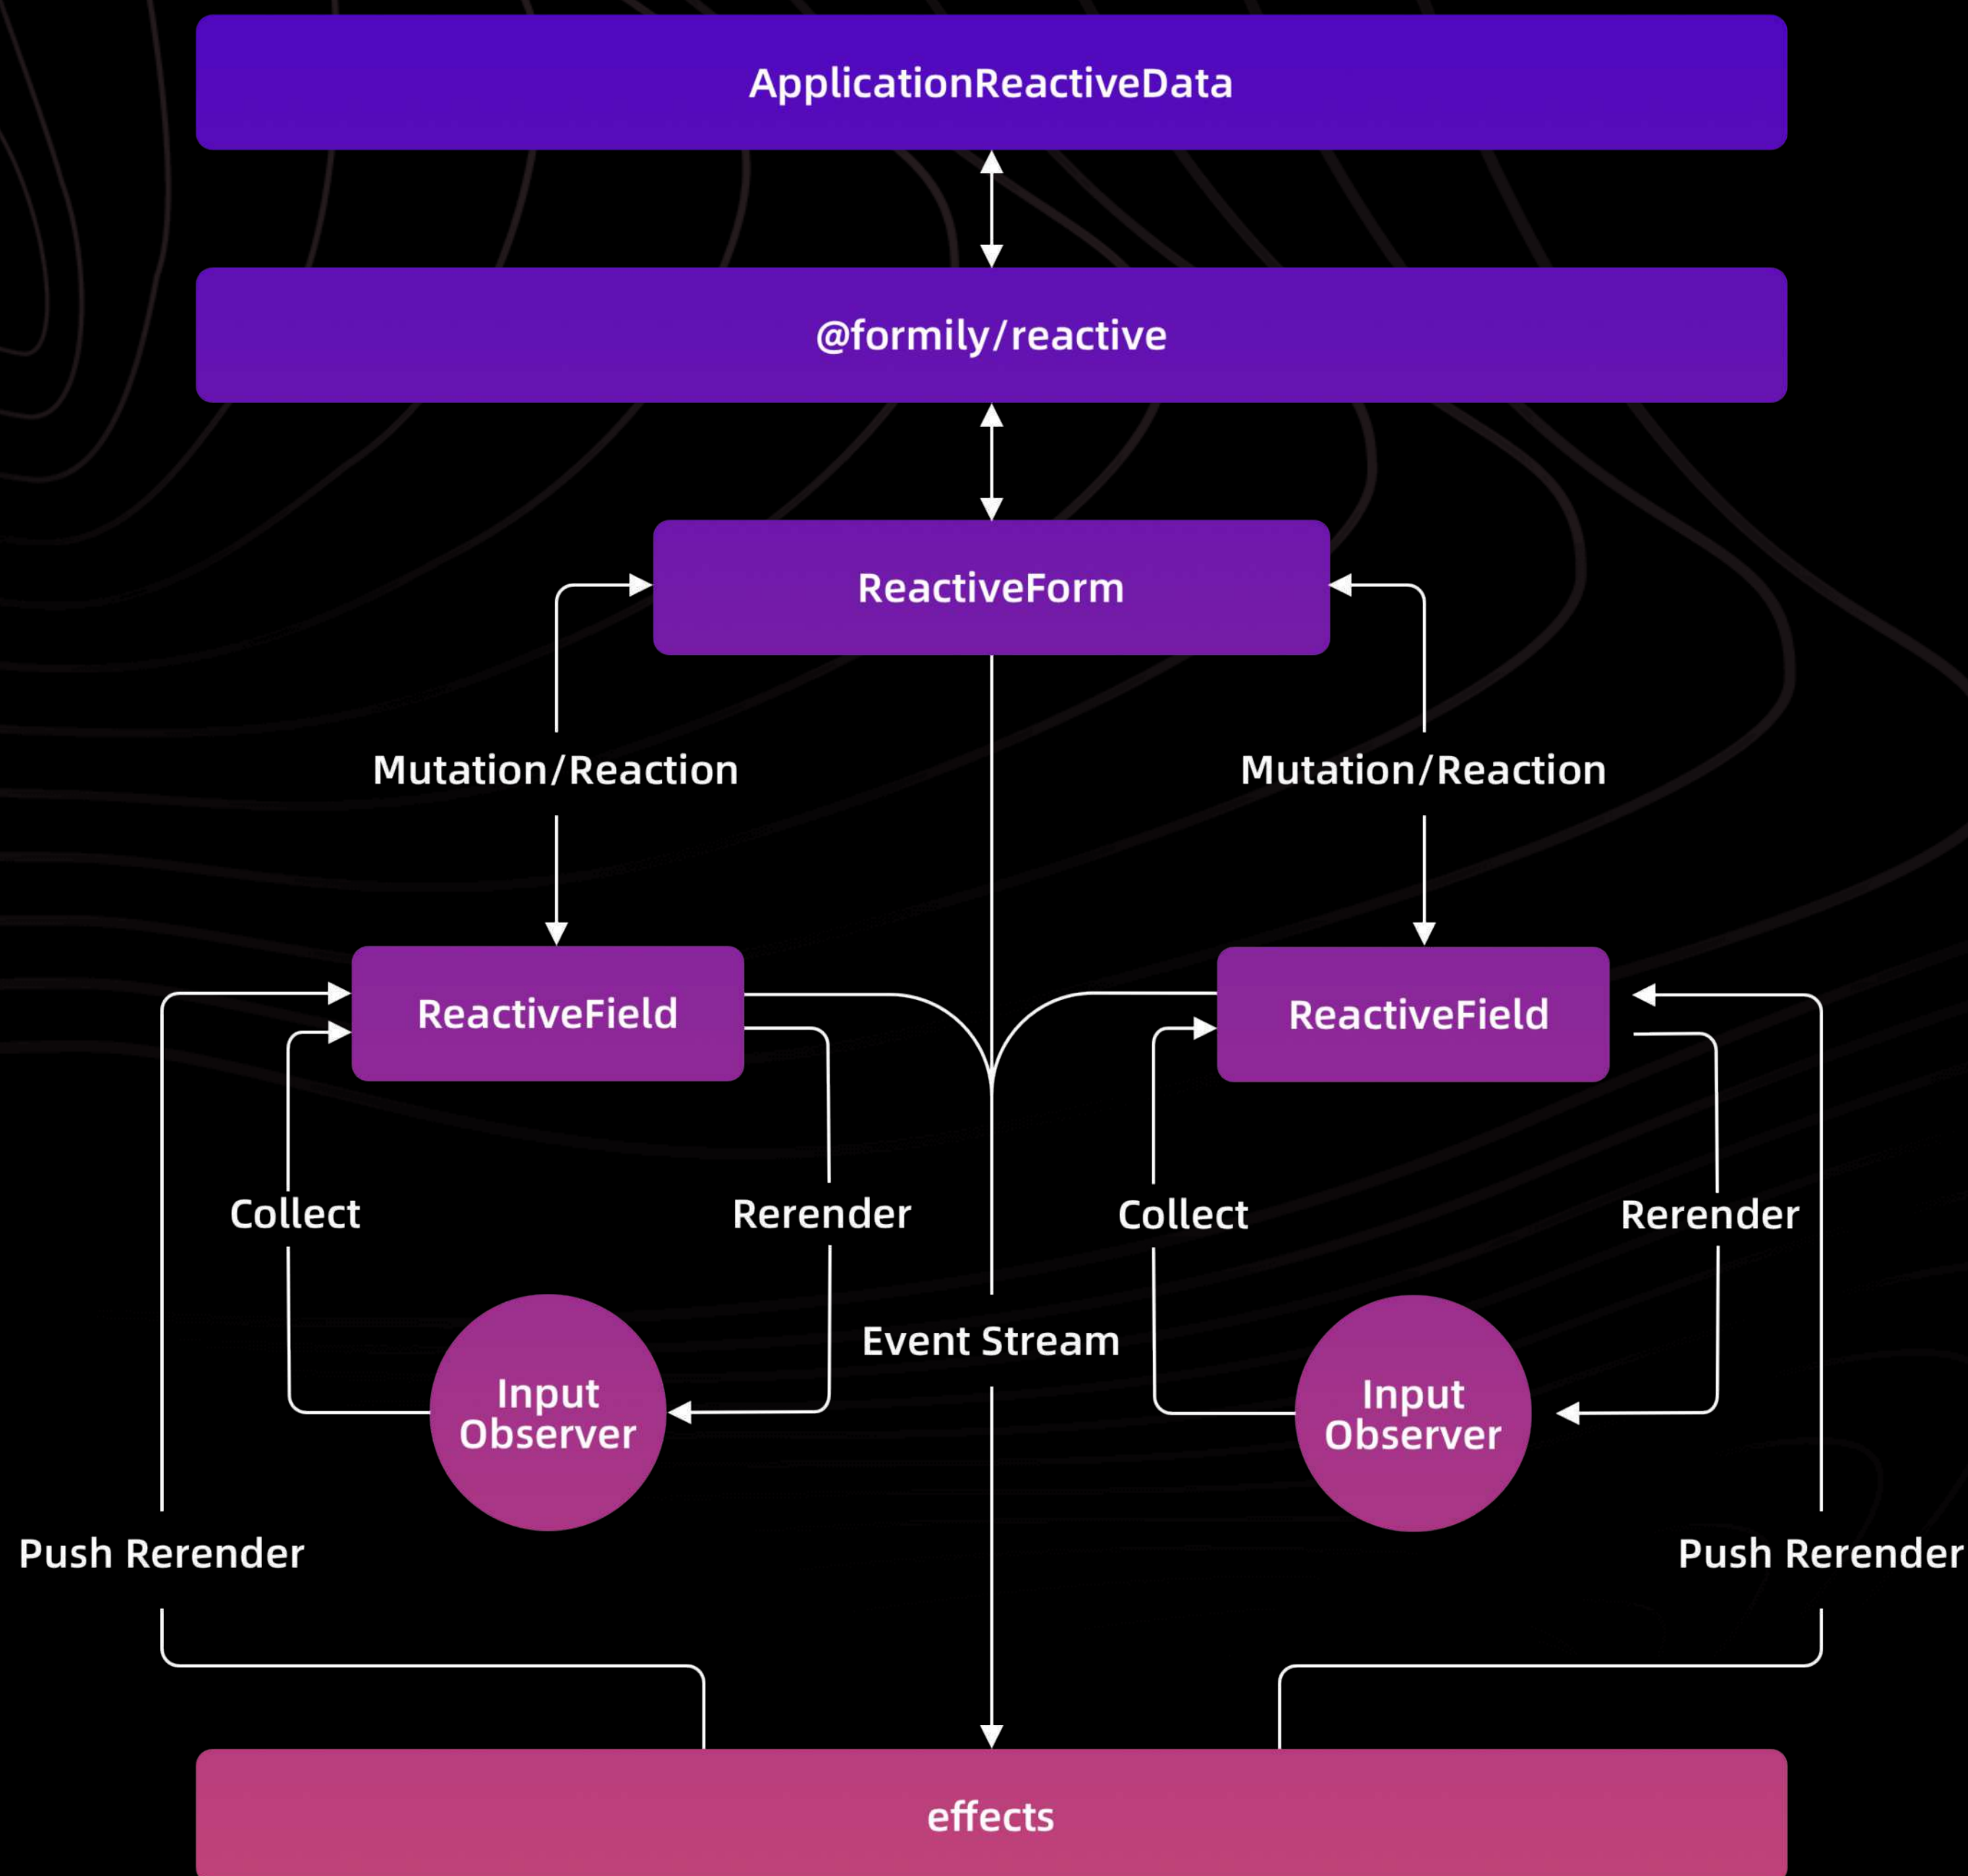 ApplicationReactiveData
@formily/reactive
ReactiveForm
Mutation/Reaction
Mutation/Reaction
ReactiveField
ReactiveField
Collect
Rerender
Collect
Rerender
Event Stream
Input
Observer
Input
Observer
Push Rerender
Push Rerender
effects